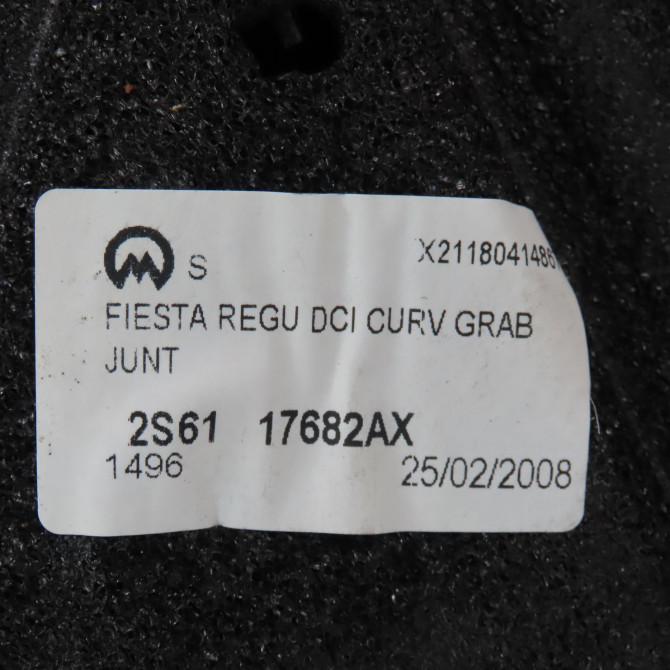 S X2118041486
FIESTA REGU DCI CURV GRAB
JUNT
2S61 17682AX
1496 25/02/2008